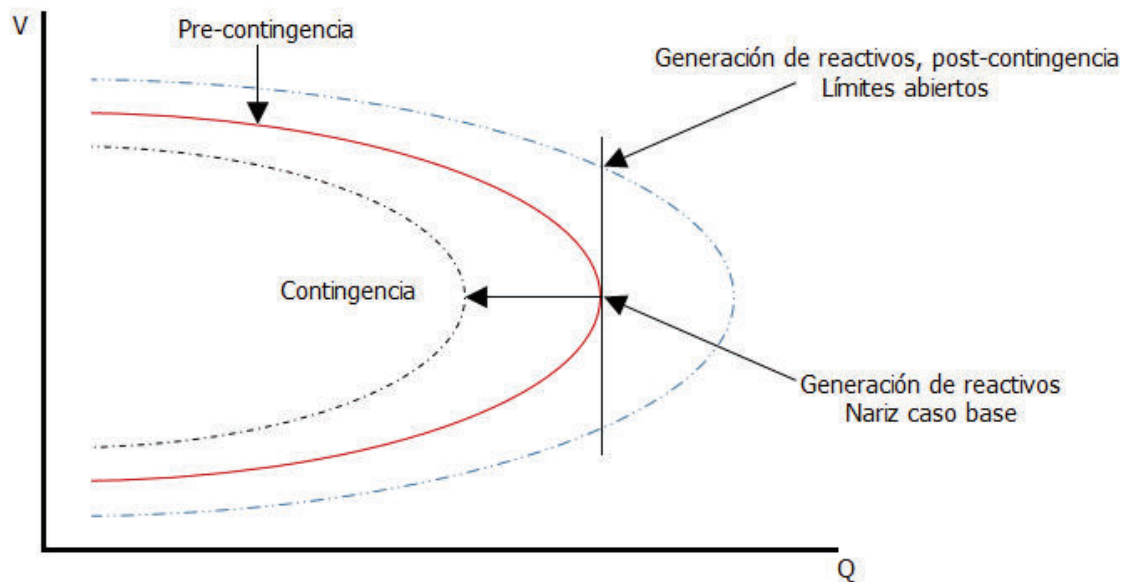 V
Pre-contingencia
Generación de reactivos, post-contingencia
Límites abiertos
Contingencia
Generación de reactivos
Nariz caso base
Q